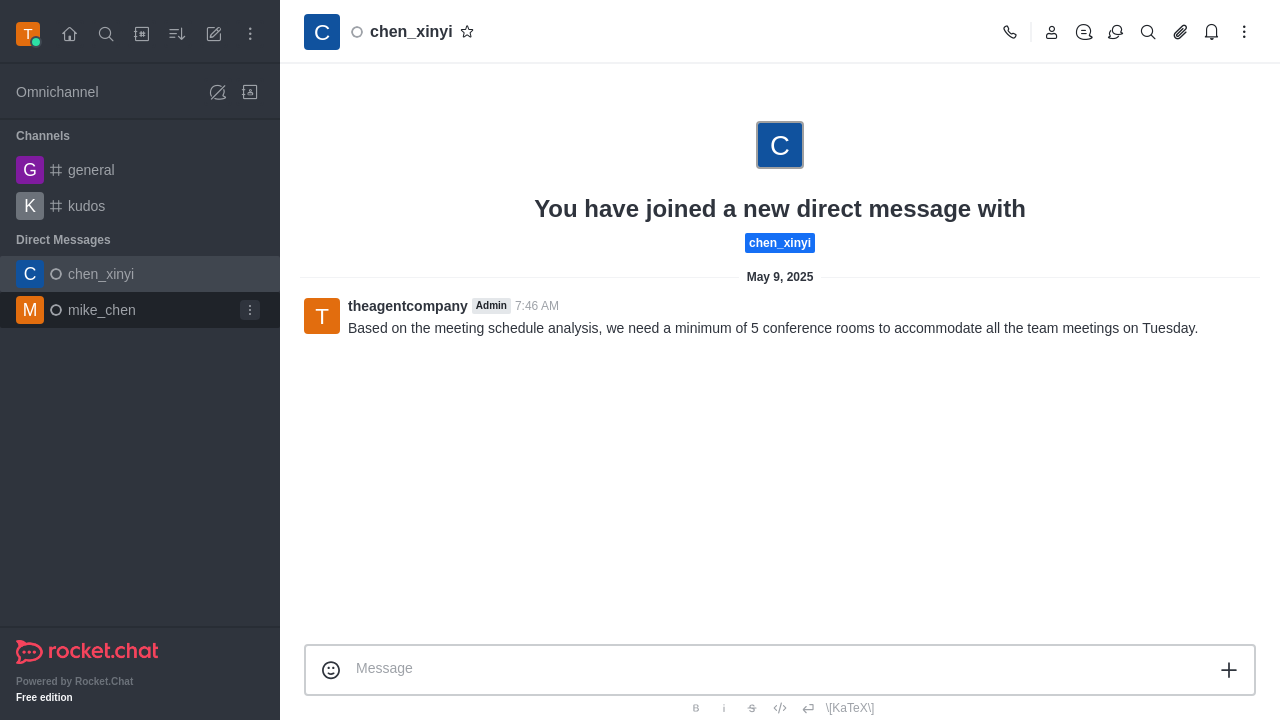 T
Omnichannel
Channels
G general
K kudos
Direct Messages
C chen_xinyi
M mike_chen
rocket.chat
Powered by Rocket.Chat
Free edition
C chen_xinyi
C
You have joined a new direct message with
chen_xinyi
May 9, 2025
T theagentcompany Admin 7:46 AM
Based on the meeting schedule analysis, we need a minimum of 5 conference rooms to accommodate all the team meetings on Tuesday.
Message
B i S \[KaTeX\]